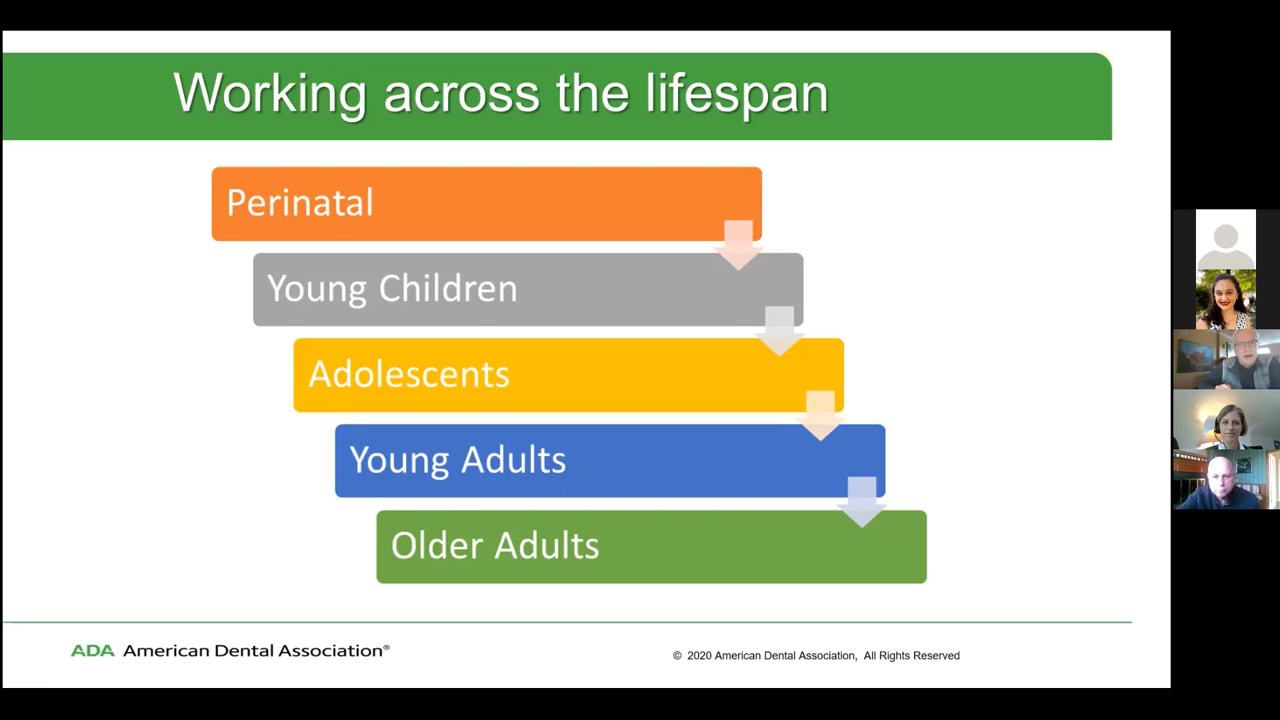 Working across the lifespan
Perinatal
Young Children
Adolescents
Young Adults
Older Adults
ADA American Dental Association®
© 2020 American Dental Association, All Rights Reserved